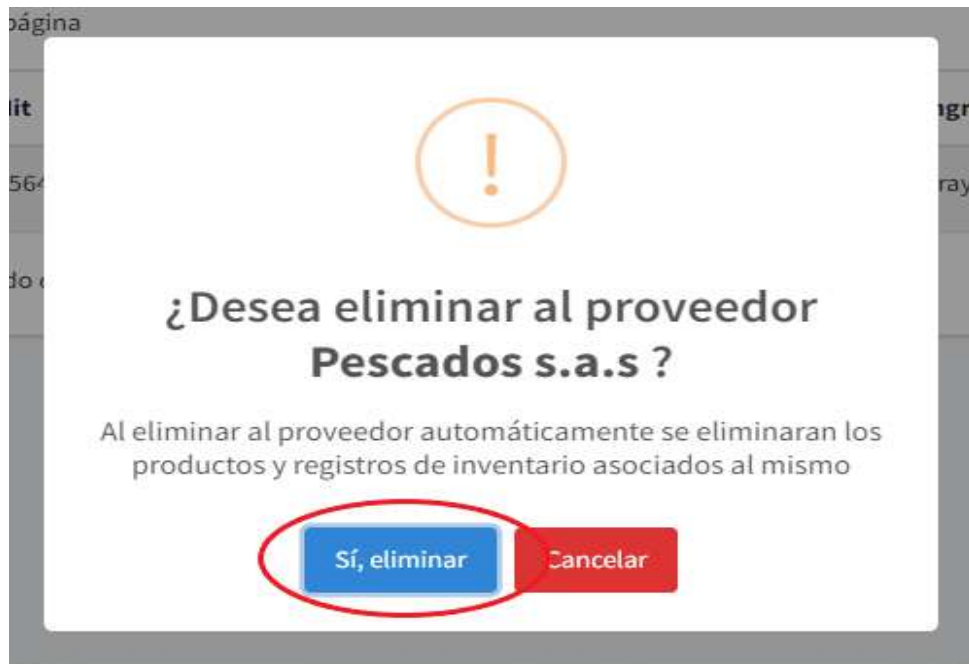 página
!
¿Desea eliminar al proveedor
Pescados s.a.s ?
Al eliminar al proveedor automáticamente se eliminaran los
productos y registros de inventario asociados al mismo
Sí, eliminar
Cancelar